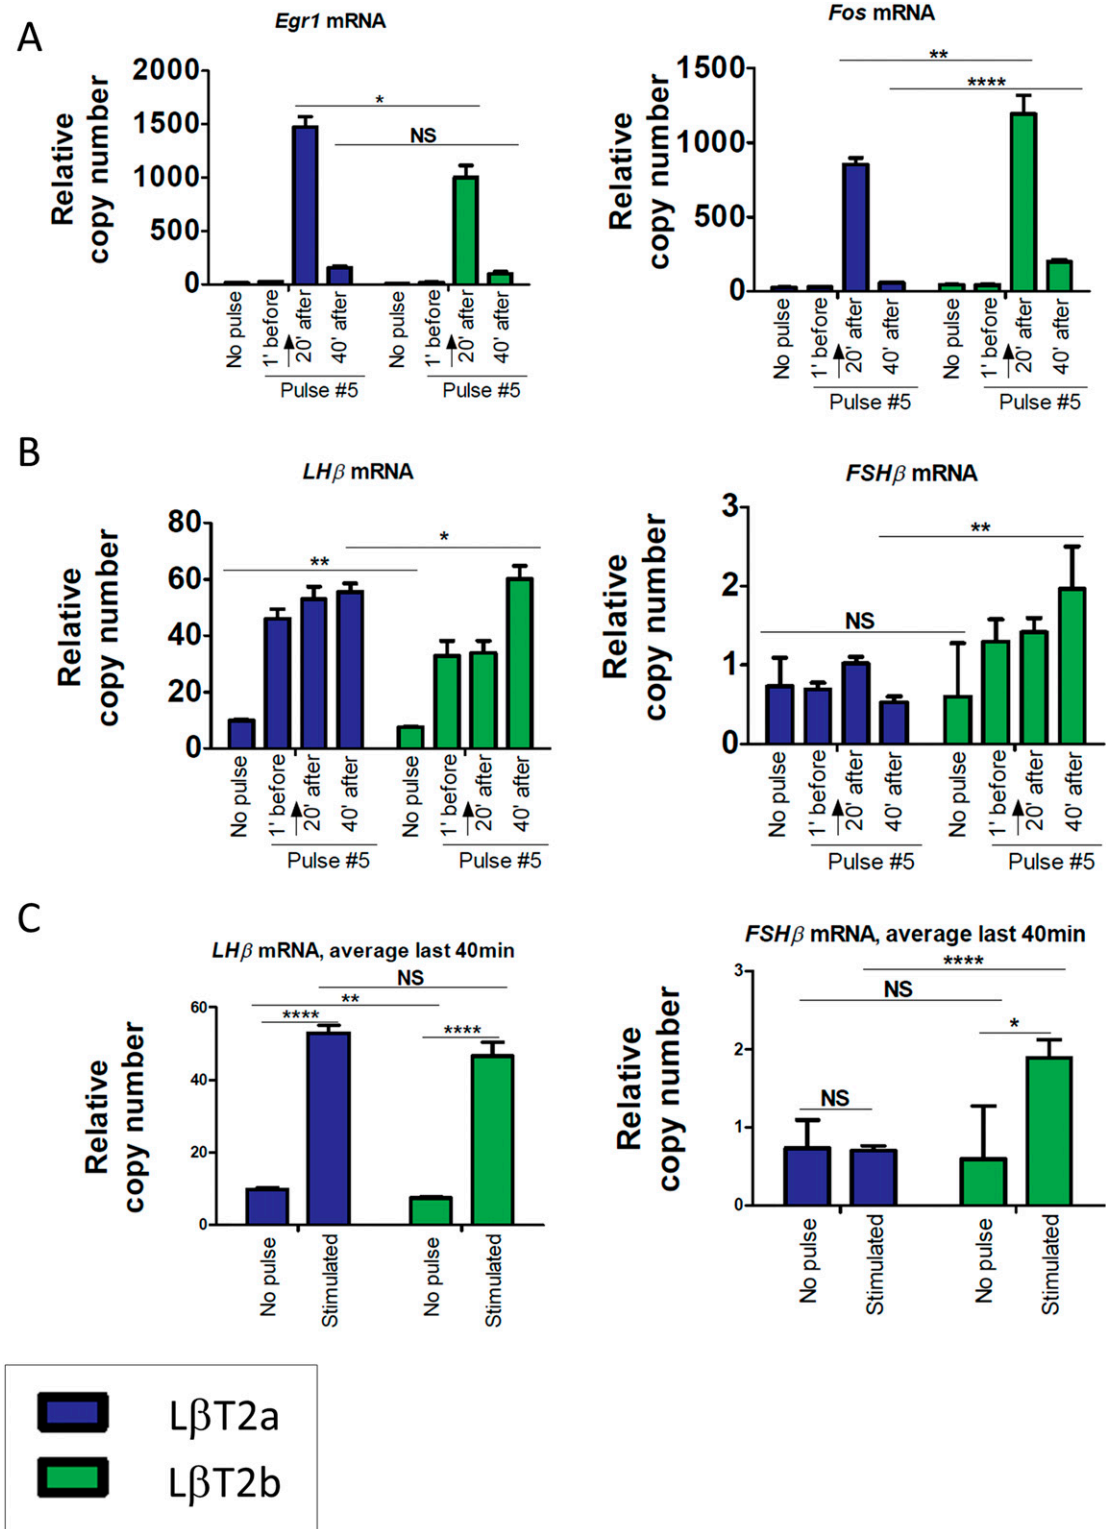 A
Egr1 mRNA
Relative
copy number
2000
1500
1000
500
0
*
NS
No pulse
1' before
20' after
40' after
No pulse
1' before
20' after
40' after
Pulse #5
Pulse #5
Fos mRNA
Relative
copy number
1500
1000
500
0
**
****
No pulse
1' before
20' after
40' after
No pulse
1' before
20' after
40' after
Pulse #5
Pulse #5
B
LHβ mRNA
Relative
copy number
80
60
40
20
0
**
*
No pulse
1' before
20' after
40' after
No pulse
1' before
20' after
40' after
Pulse #5
Pulse #5
FSHβ mRNA
Relative
copy number
3
2
1
0
NS
**
No pulse
1' before
20' after
40' after
No pulse
1' before
20' after
40' after
Pulse #5
Pulse #5
C
LHβ mRNA, average last 40min
Relative
copy number
60
40
20
0
NS
**
****
****
No pulse
Stimulated
No pulse
Stimulated
FSHβ mRNA, average last 40min
Relative
copy number
3
2
1
0
****
NS
*
NS
No pulse
Stimulated
No pulse
Stimulated
LβT2a
LβT2b